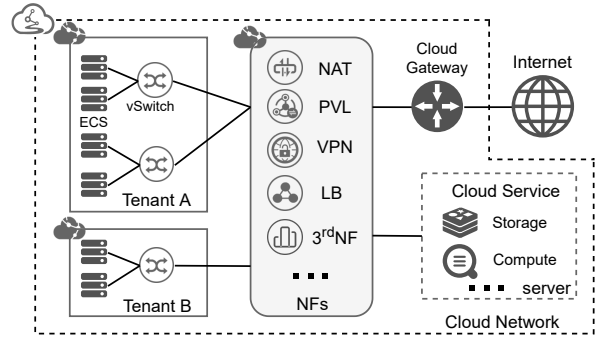 ECS
vSwitch
Tenant A
Tenant B
NAT
PVL
VPN
LB
3rdNF
NFs
Cloud
Gateway
Internet
Cloud Service
Storage
Compute
server
Cloud Network